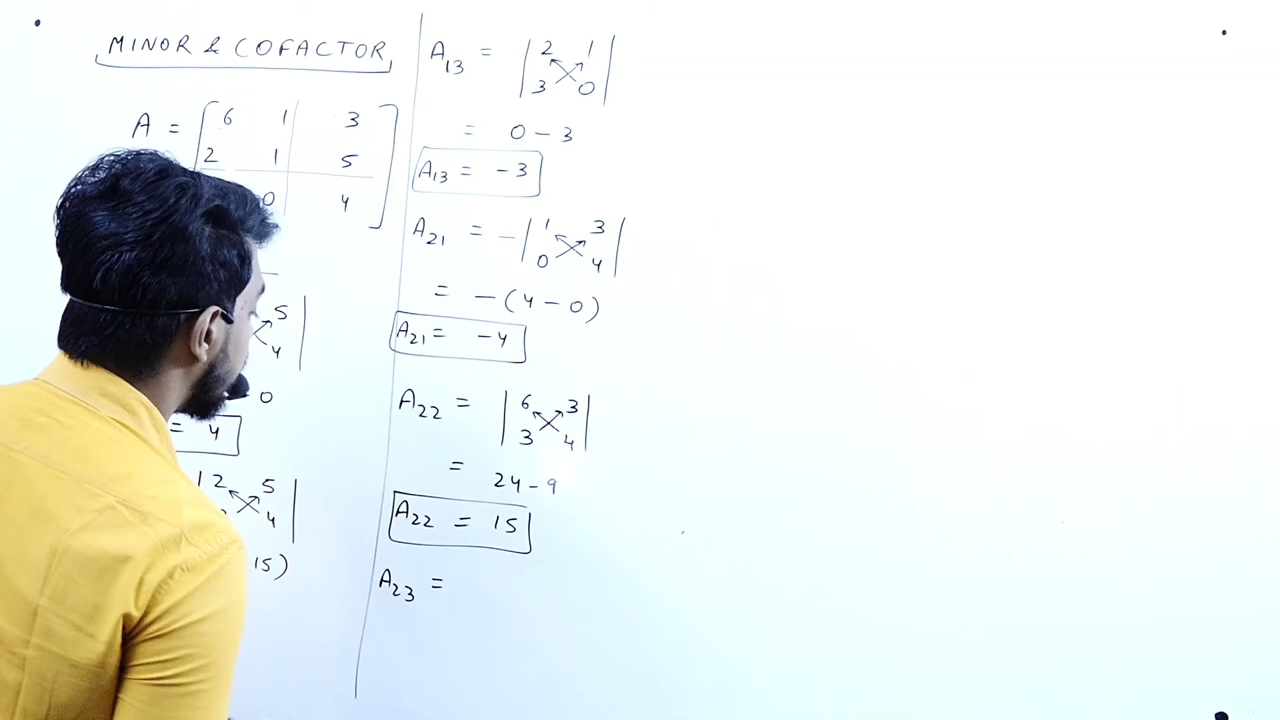 MINOR & COFACTOR
A = [ 6 1 3
2 1 5
0 4 ]
5
4
0
= 4
2 5
4
15)
A13 = | 2 1
3 0 |
= 0 - 3
A13 = -3
A21 = - | 1 3
0 4 |
= -(4 - 0)
A21 = -4
A22 = | 6 3
3 4 |
= 24 - 9
A22 = 15
A23 =